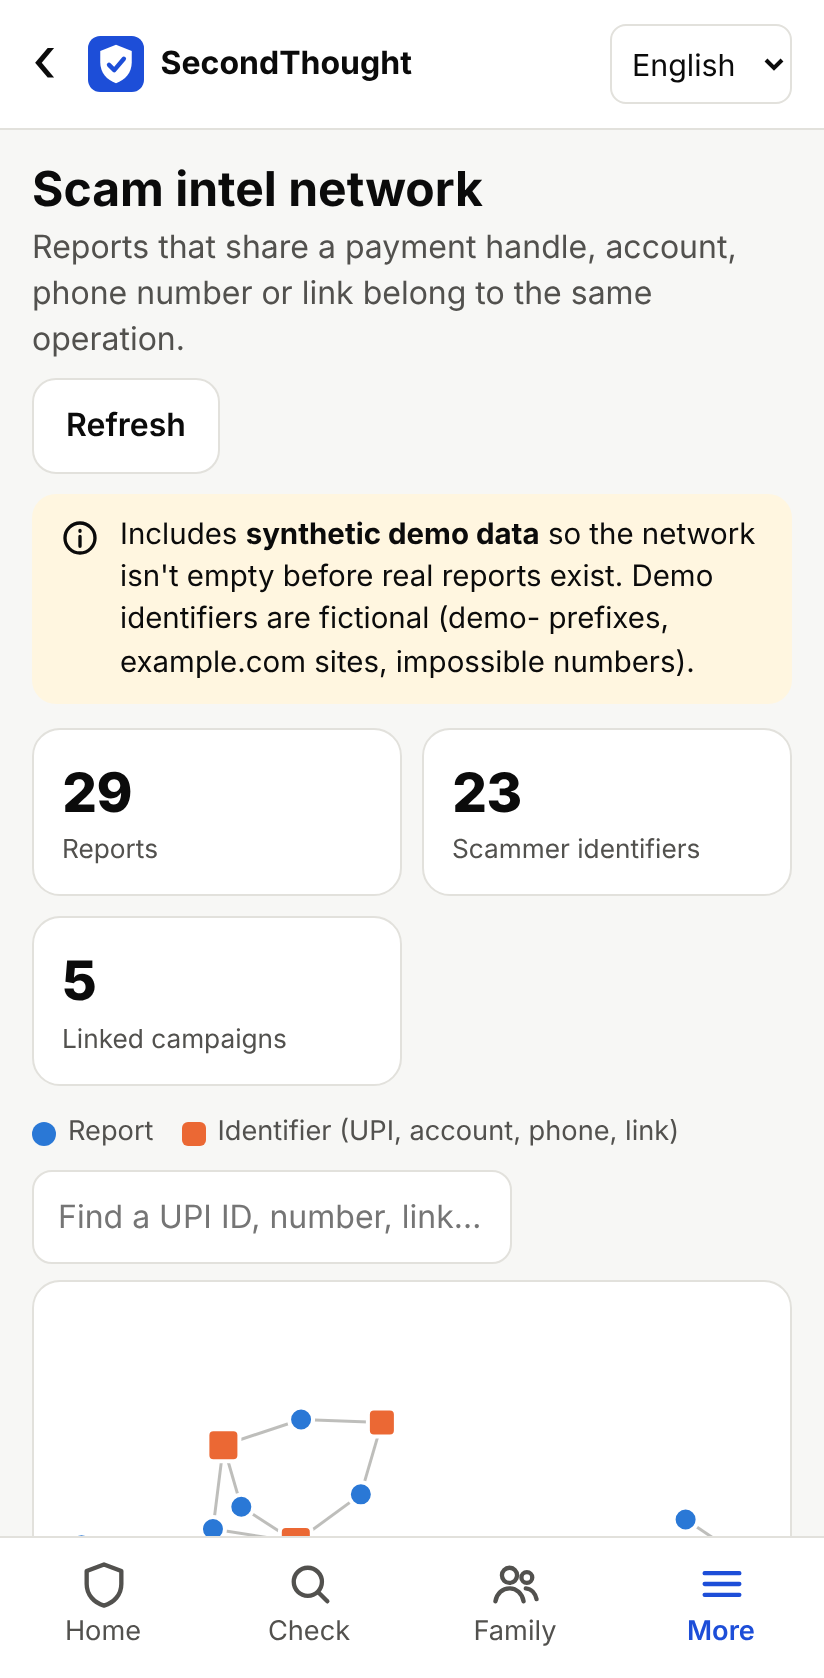 SecondThought
English
Scam intel network
Reports that share a payment handle, account,
phone number or link belong to the same
operation.
Refresh
Includes synthetic demo data so the network
isn't empty before real reports exist. Demo
identifiers are fictional (demo- prefixes,
example.com sites, impossible numbers).
29
Reports
23
Scammer identifiers
5
Linked campaigns
Report
Identifier (UPI, account, phone, link)
Find a UPI ID, number, link...
Home
Check
Family
More